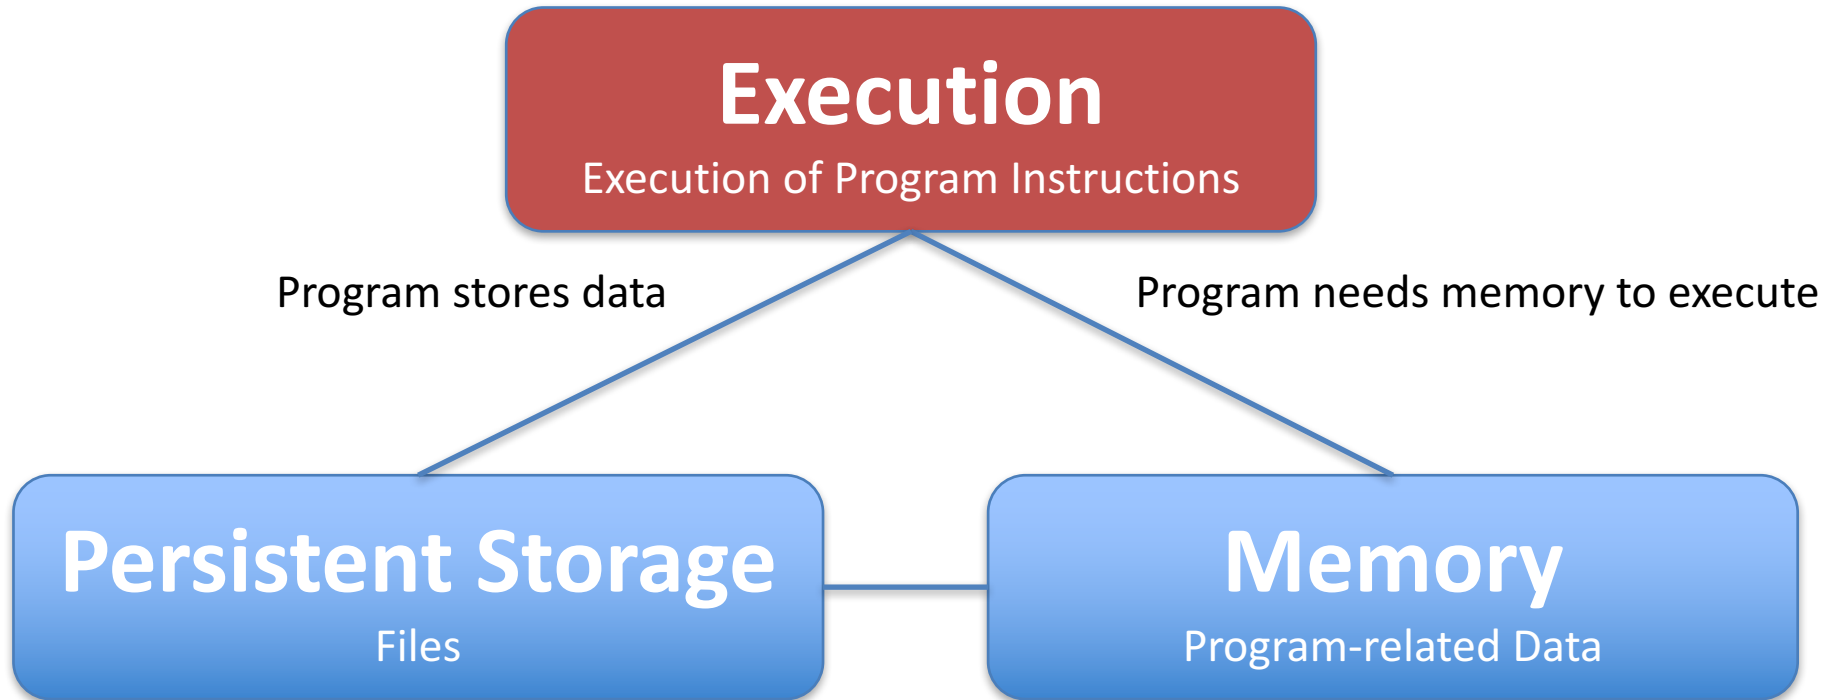 Execution
Execution of Program Instructions
Program stores data
Program needs memory to execute
Persistent Storage
Files
Memory
Program-related Data